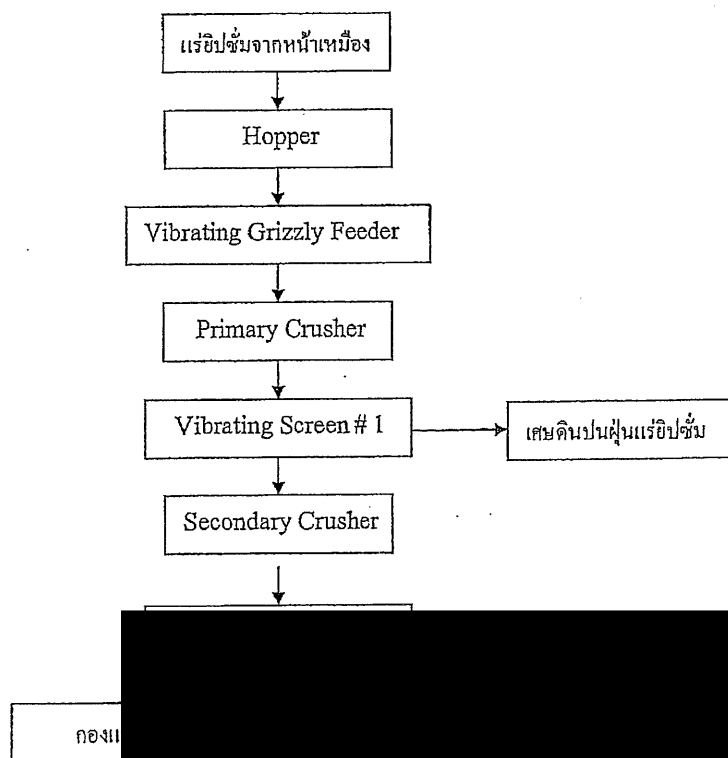 แร่ยิปซั่มจากหน้าเหมือง
Hopper
Vibrating Grizzly Feeder
Primary Crusher
Vibrating Screen # 1
เศษดินปนฝุ่นแร่ยิปซั่ม
Secondary Crusher